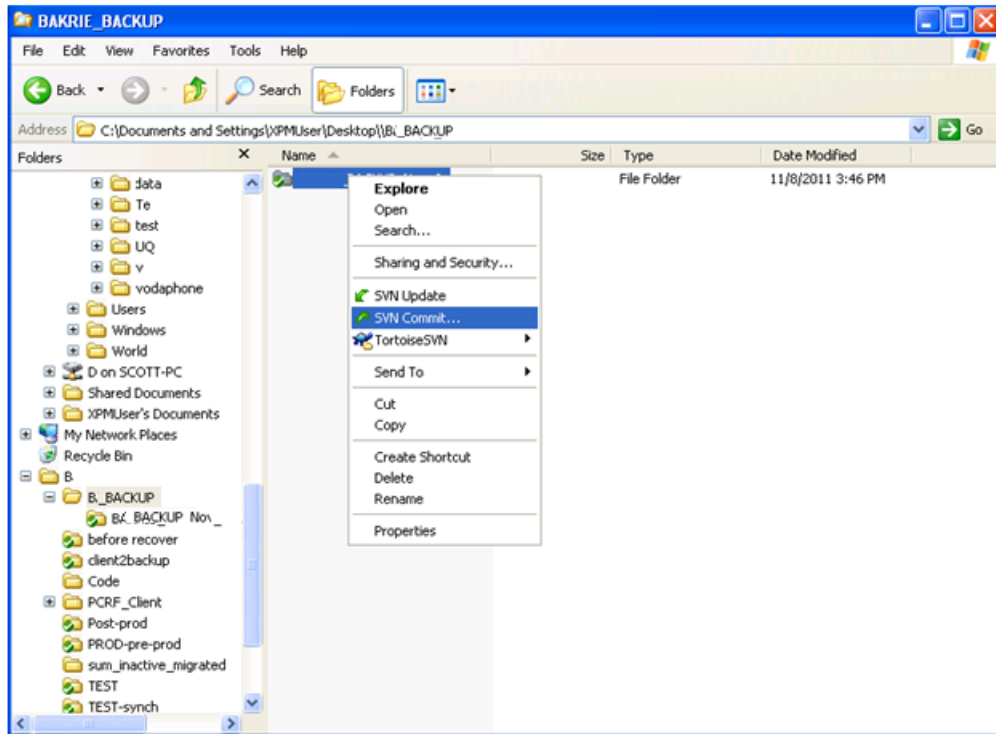 BAKRIE_BACKUP
File Edit View Favorites Tools Help
Back Search Folders
Address C:\Documents and Settings\XPMUser\Desktop\\B\_BACKUP Go
Folders Name Size Type Date Modified
File Folder 11/8/2011 3:46 PM
data
Te
test
UQ
v
vodaphone
Users
Windows
World
D on SCOTT-PC
Shared Documents
XPMUser's Documents
My Network Places
Recycle Bin
B
B._BACKUP
BACKUP
before recover
client2backup
Code
PCRF_Client
Post-prod
PROD-pre-prod
sum_inactive_migrated
TEST
TEST-synch
Explore
Open
Search...
Sharing and Security...
SVN Update
SVN Commit...
TortoiseSVN
Send To
Cut
Copy
Create Shortcut
Delete
Rename
Properties